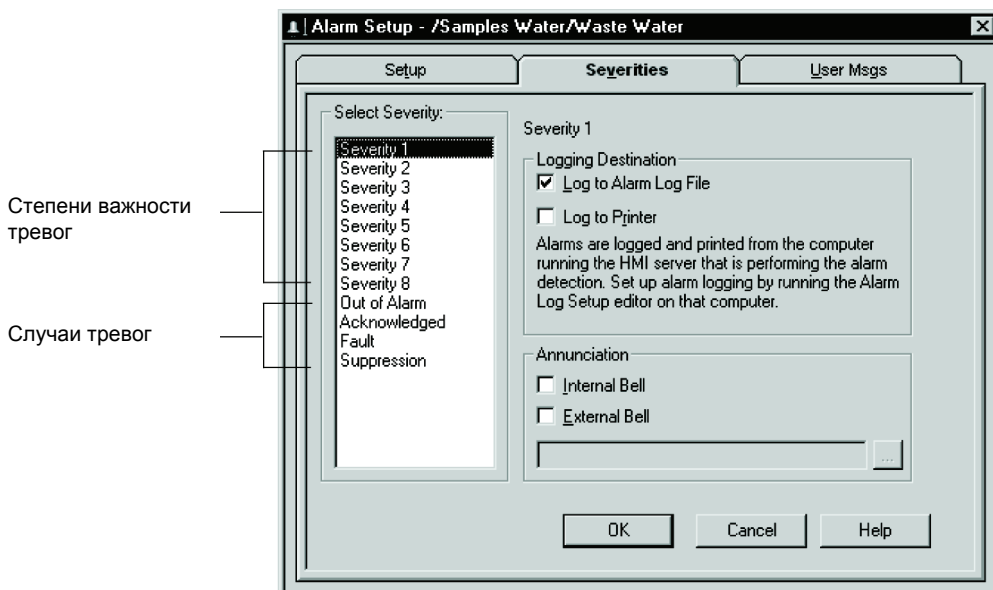 Alarm Setup - /Samples Water/Waste Water
Setup
Severities
User Msgs
Select Severity:
Severity 1
Severity 2
Severity 3
Severity 4
Severity 5
Severity 6
Severity 7
Severity 8
Out of Alarm
Acknowledged
Fault
Suppression
Степени важности
тревог
Случаи тревог
Severity 1
Logging Destination
Log to Alarm Log File
Log to Printer
Alarms are logged and printed from the computer
running the HMI server that is performing the alarm
detection. Set up alarm logging by running the Alarm
Log Setup editor on that computer.
Annunciation
Internal Bell
External Bell
...
OK
Cancel
Help